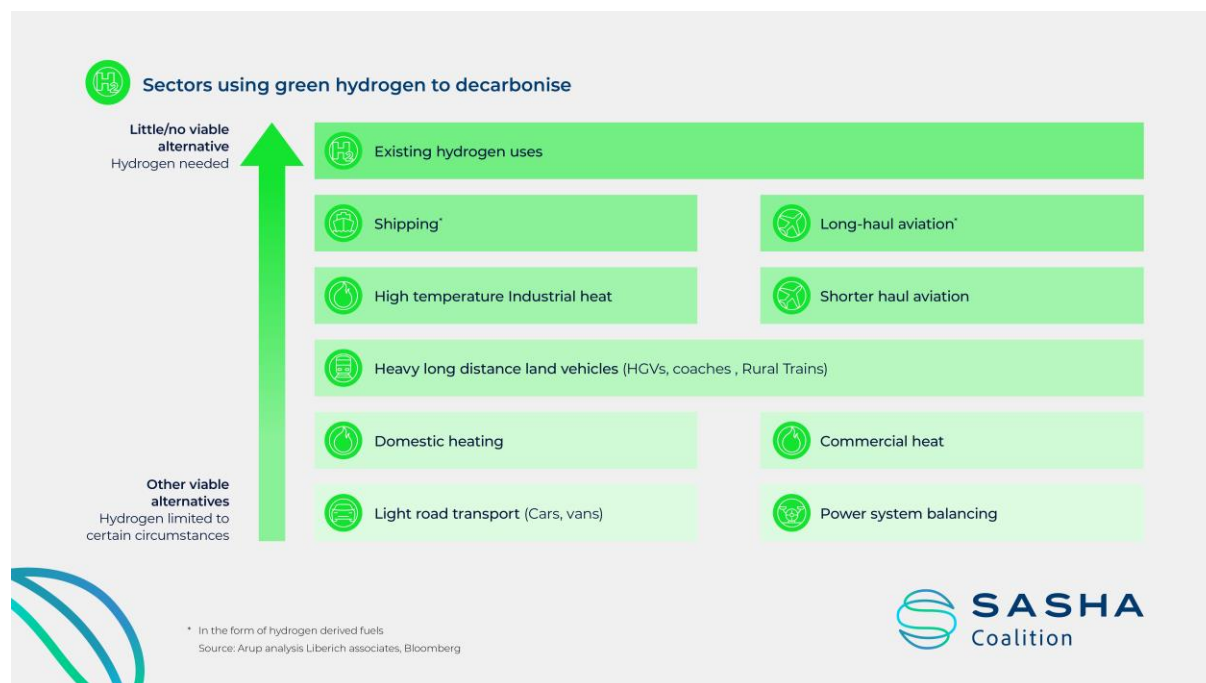 Sectors using green hydrogen to decarbonise
Little/no viable
alternative
Hydrogen needed
H2 Existing hydrogen uses
Shipping*
Long-haul aviation*
High temperature Industrial heat
Shorter haul aviation
Heavy long distance land vehicles (HGVs, coaches , Rural Trains)
Domestic heating
Commercial heat
Other viable
alternatives
Hydrogen limited to
certain circumstances
Light road transport (Cars, vans)
Power system balancing
* In the form of hydrogen derived fuels
Source: Arup analysis Liberich associates, Bloomberg
SASHA
Coalition